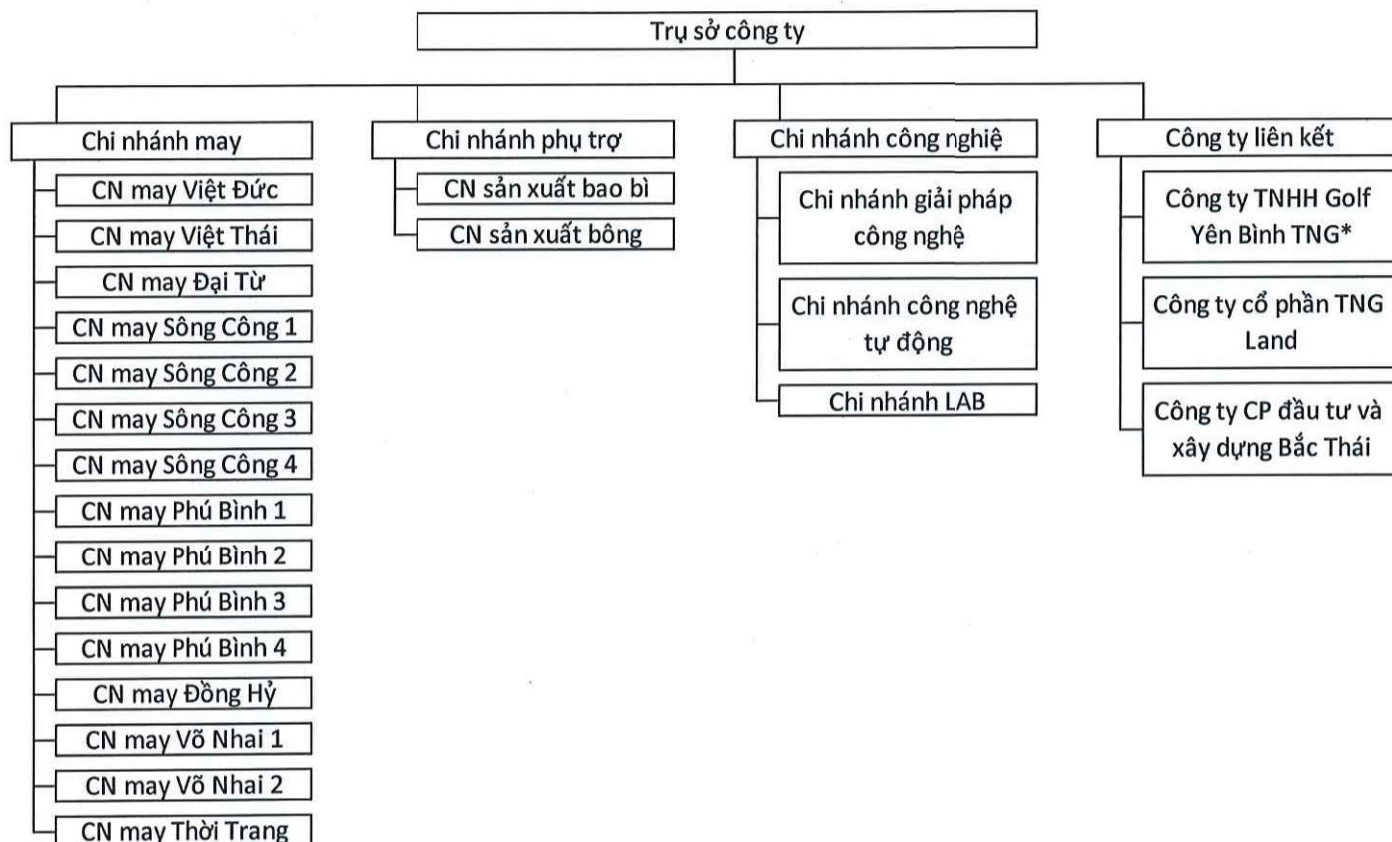 Trụ sở công ty
Chi nhánh may
CN may Việt Đức
CN may Việt Thái
CN may Đại Từ
CN may Sông Công 1
CN may Sông Công 2
CN may Sông Công 3
CN may Sông Công 4
CN may Phú Bình 1
CN may Phú Bình 2
CN may Phú Bình 3
CN may Phú Bình 4
CN may Đồng Hỷ
CN may Võ Nhai 1
CN may Võ Nhai 2
CN may Thời Trang
Chi nhánh phụ trợ
CN sản xuất bao bì
CN sản xuất bông
Chi nhánh công nghiệ
Chi nhánh giải pháp
công nghệ
Chi nhánh công nghệ
tự động
Chi nhánh LAB
Công ty liên kết
Công ty TNHH Golf
Yên Bình TNG*
Công ty cổ phần TNG
Land
Công ty CP đầu tư và
xây dựng Bắc Thái